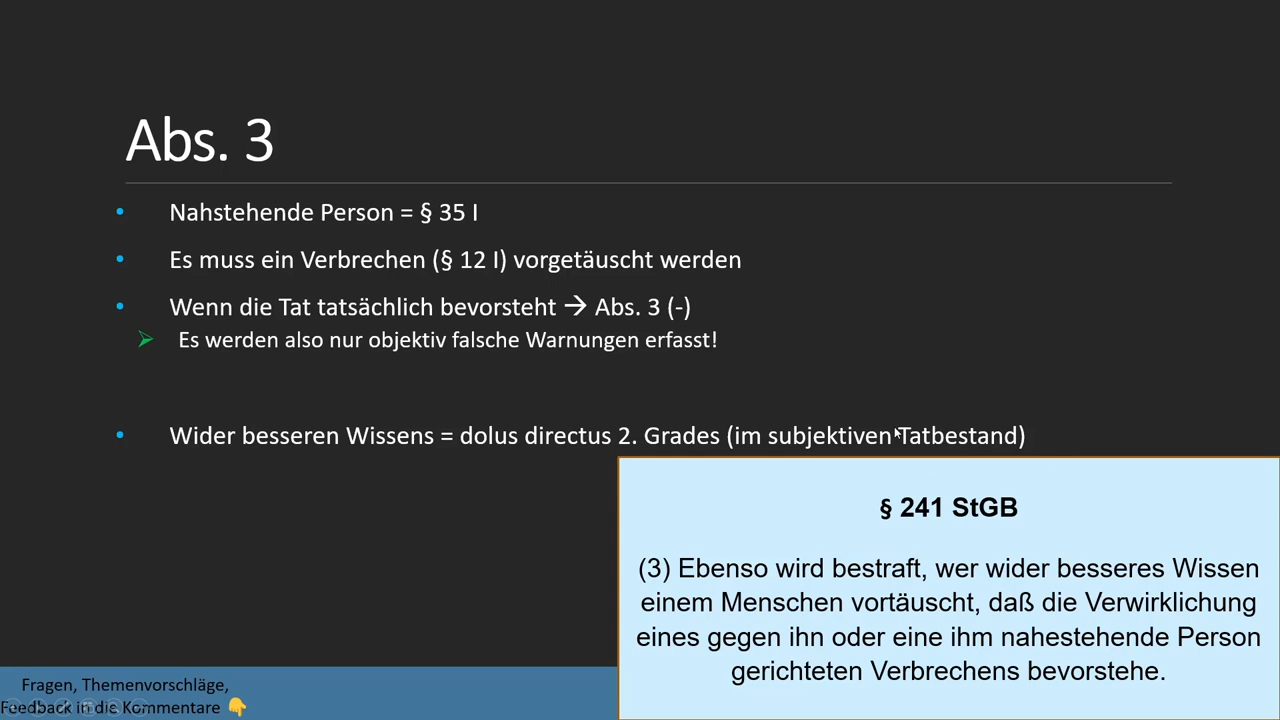 Abs. 3
• Nahstehende Person = § 35 I
• Es muss ein Verbrechen (§ 12 I) vorgetäuscht werden
• Wenn die Tat tatsächlich bevorsteht → Abs. 3 (-)
➢ Es werden also nur objektiv falsche Warnungen erfasst!
• Wider besseren Wissens = dolus directus 2. Grades (im subjektiven Tatbestand)
§ 241 StGB
(3) Ebenso wird bestraft, wer wider besseres Wissen
einem Menschen vortäuscht, daß die Verwirklichung
eines gegen ihn oder eine ihm nahestehende Person
gerichteten Verbrechens bevorstehe.
Fragen, Themenvorschläge,
Feedback in die Kommentare 👇